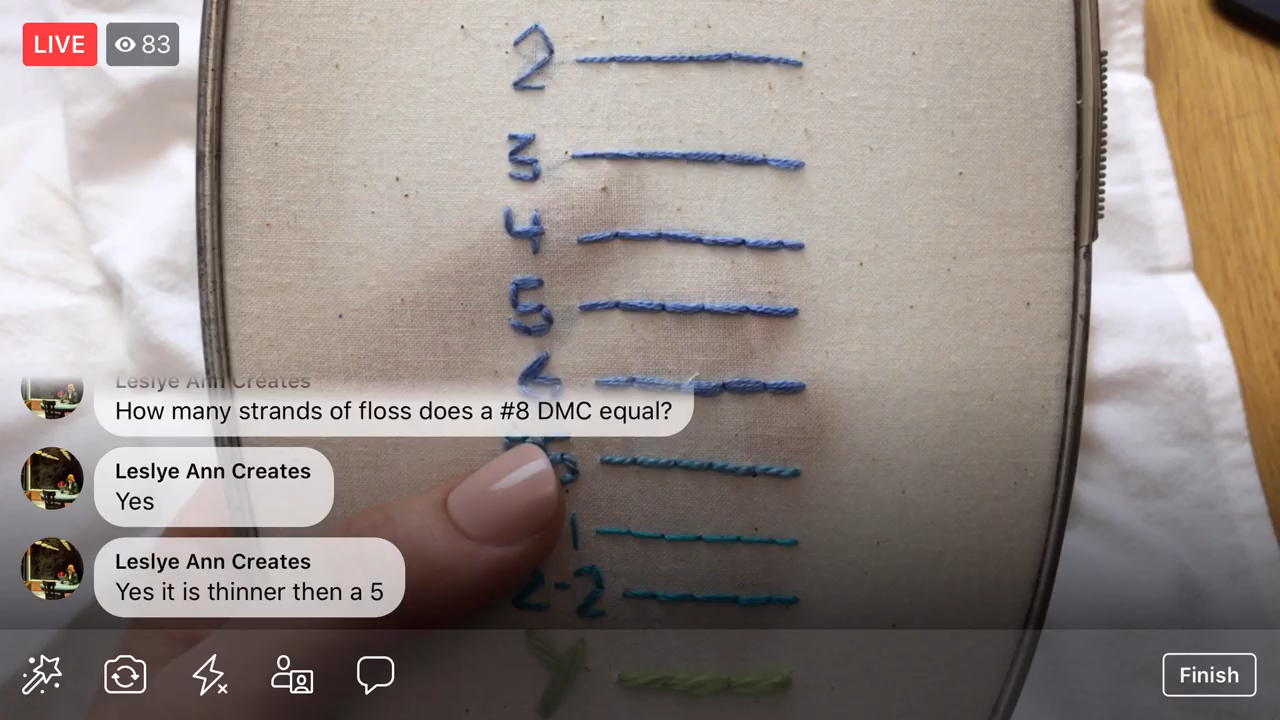 LIVE
83
2
3
4
5
6
1
2-2
Y
Leslye Ann Creates
How many strands of floss does a #8 DMC equal?
Leslye Ann Creates
Yes
Leslye Ann Creates
Yes it is thinner then a 5
Finish